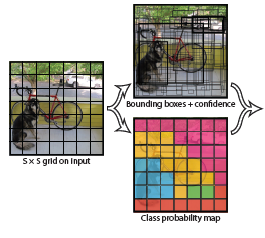 Bounding boxes + confidence
S × S grid on input
Class probability map